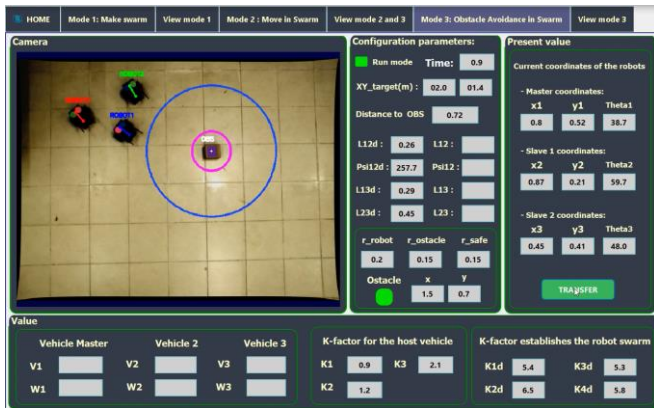 HOME Mode 1: Make swarm View mode 1 Mode 2 : Move in Swarm View mode 2 and 3 Mode 3: Obstacle Avoidance in Swarm View mode 3
Camera
ROBOT1
OBS
Configuration parameters:
Run mode Time: 0.9
XY_target(m) : 02.0 01.4
Distance to OBS 0.72
L12d : 0.26 L12 :
Psi12d : 257.7 Psi12 :
L13d : 0.29 L13 :
L23d : 0.45 L23 :
r_robot r_ostacle r_safe
0.2 0.15 0.15
Ostacle x y
1.5 0.7
Present value
Current coordinates of the robots
- Master coordinates:
x1 y1 Theta1
0.8 0.52 38.7
- Slave 1 coordinates:
x2 y2 Theta2
0.87 0.21 59.7
- Slave 2 coordinates:
x3 y3 Theta3
0.45 0.41 48.0
TRANSFER
Value
Vehicle Master Vehicle 2 Vehicle 3
V1 V2 V3
W1 W2 W3
K-factor for the host vehicle
K1 0.9 K3 2.1
K2 1.2
K-factor establishes the robot swarm
K1d 5.4 K3d 5.3
K2d 6.5 K4d 5.8